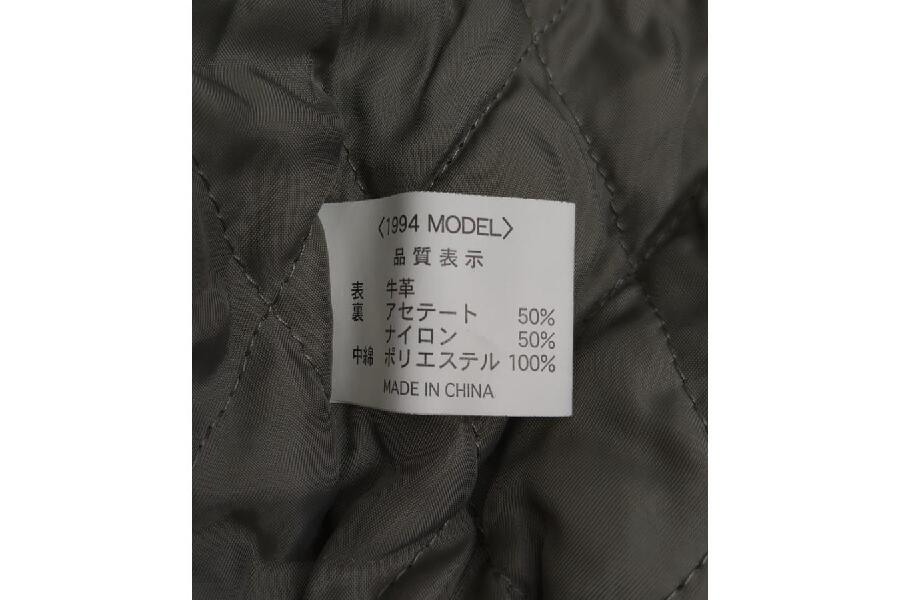 〈1994 MODEL〉
品質表示
表 牛革
裏 アセテート 50%
ナイロン 50%
中綿 ポリエステル 100%
MADE IN CHINA